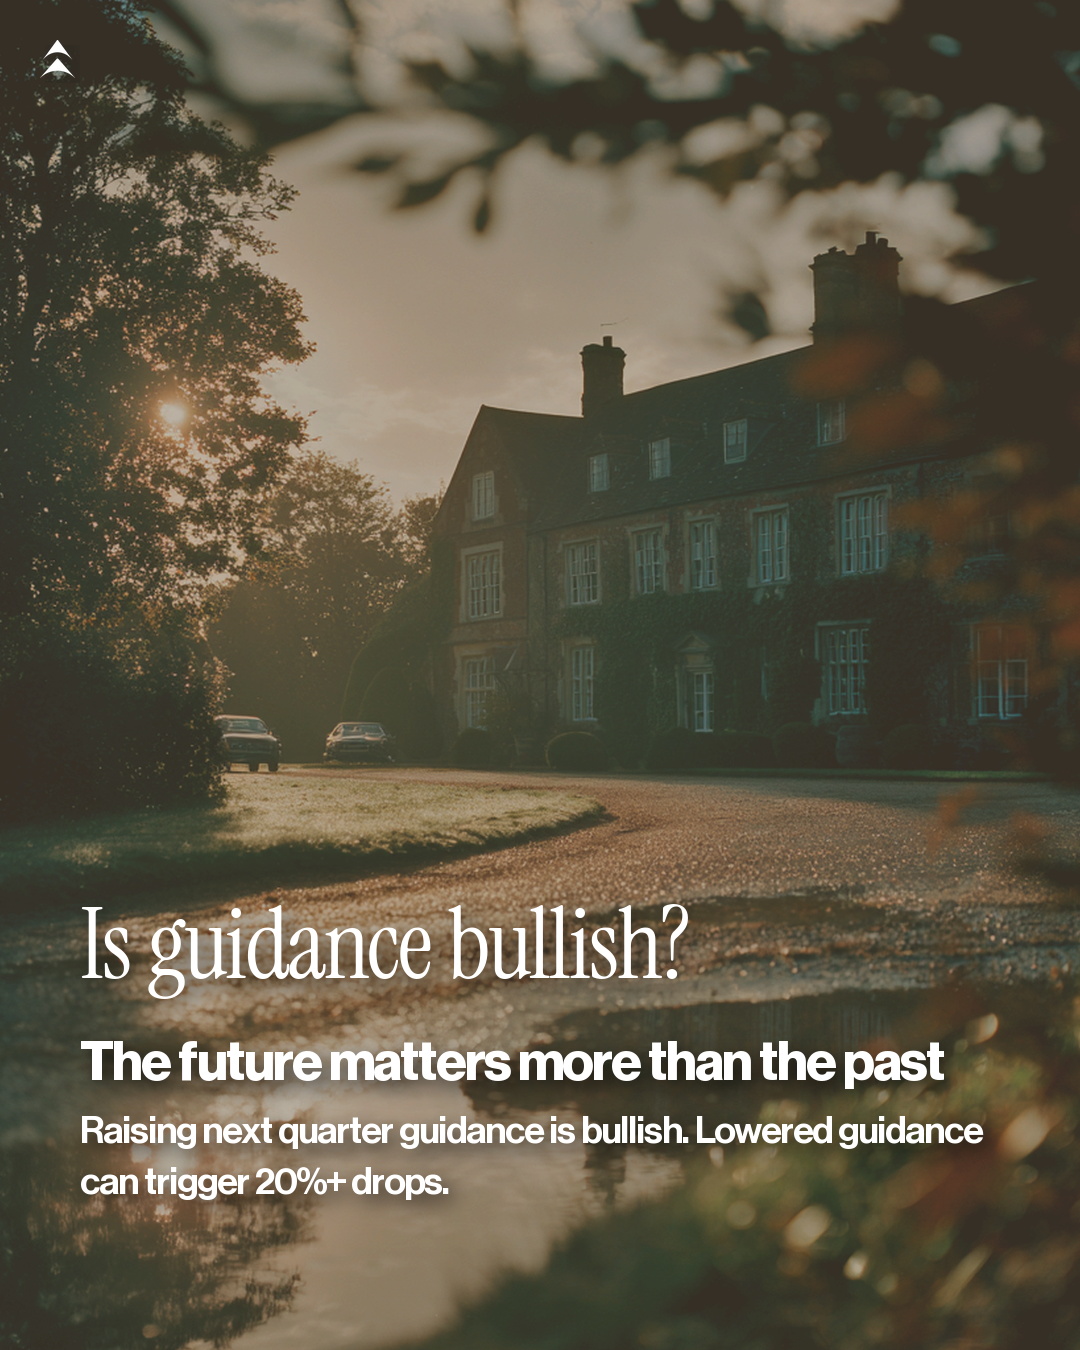 Is guidance bullish?
The future matters more than the past
Raising next quarter guidance is bullish. Lowered guidance
can trigger 20%+ drops.